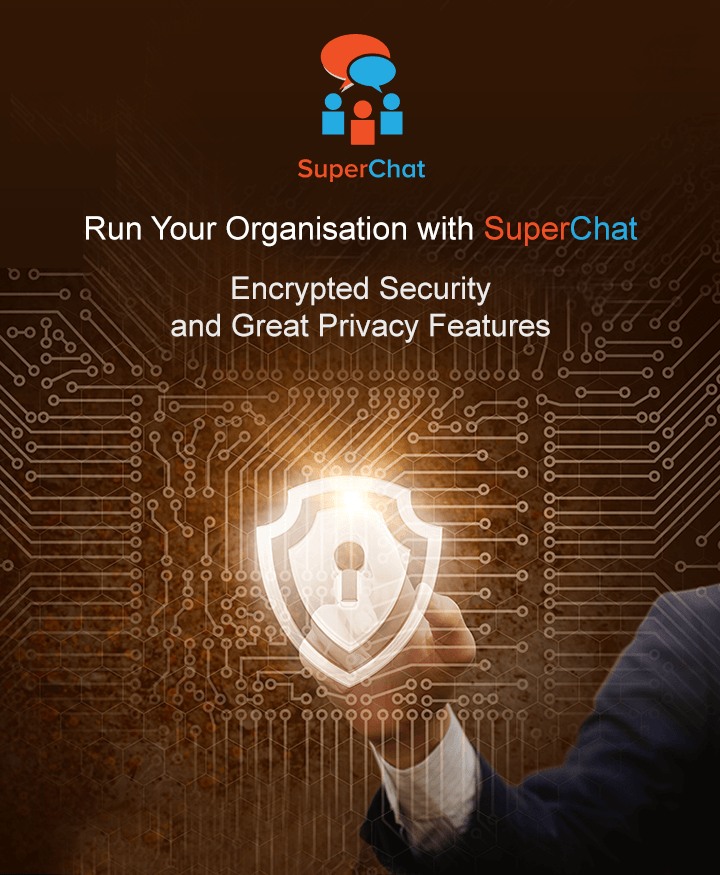 SuperChat
Run Your Organisation with SuperChat
Encrypted Security
and Great Privacy Features